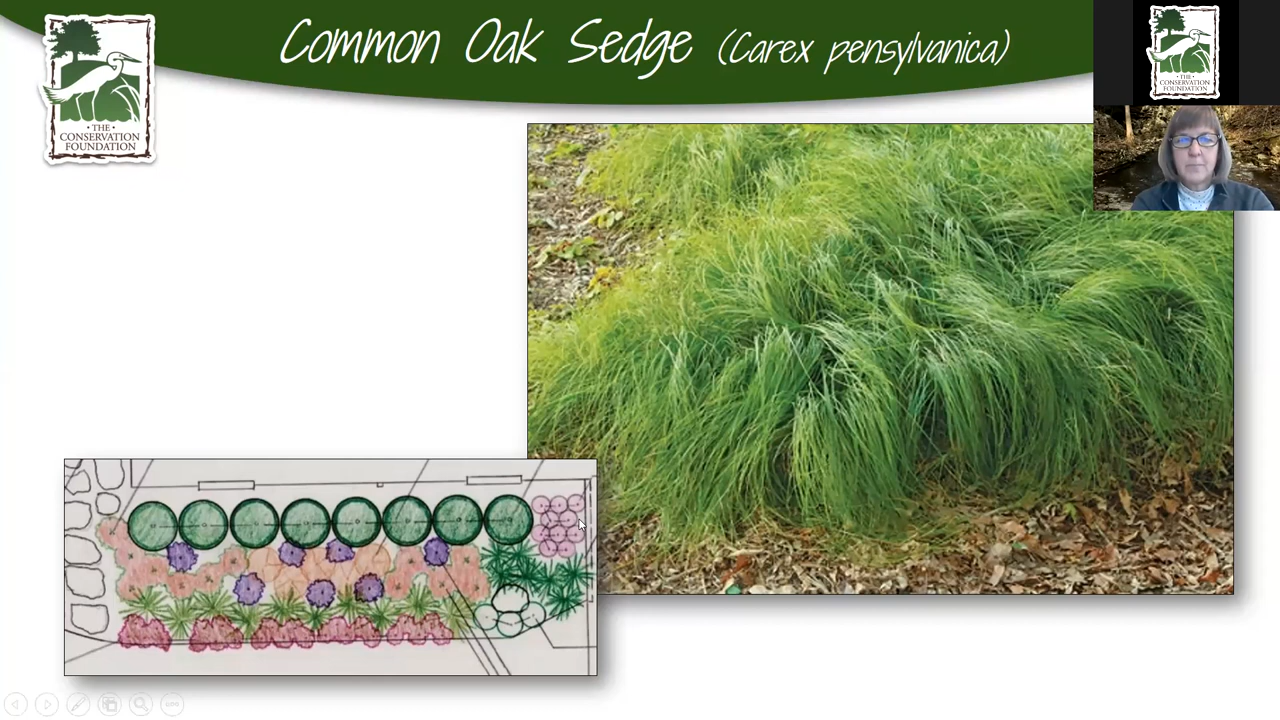 Common Oak Sedge (Carex pensylvanica)
• THE •
CONSERVATION
FOUNDATION
• THE •
CONSERVATION
FOUNDATION